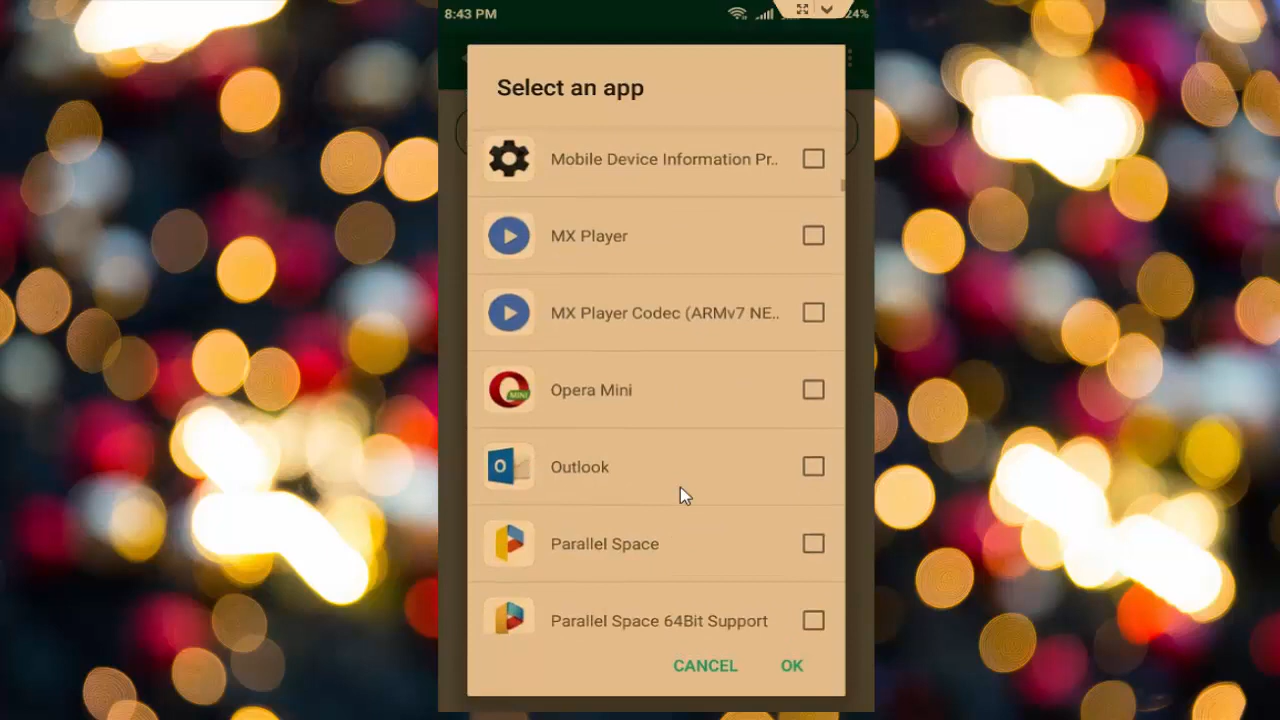 8:43 PM
24%
Select an app
Mobile Device Information Pr..
MX Player
MX Player Codec (ARMv7 NE..
Opera Mini
MINI
Outlook
Parallel Space
Parallel Space 64Bit Support
CANCEL OK